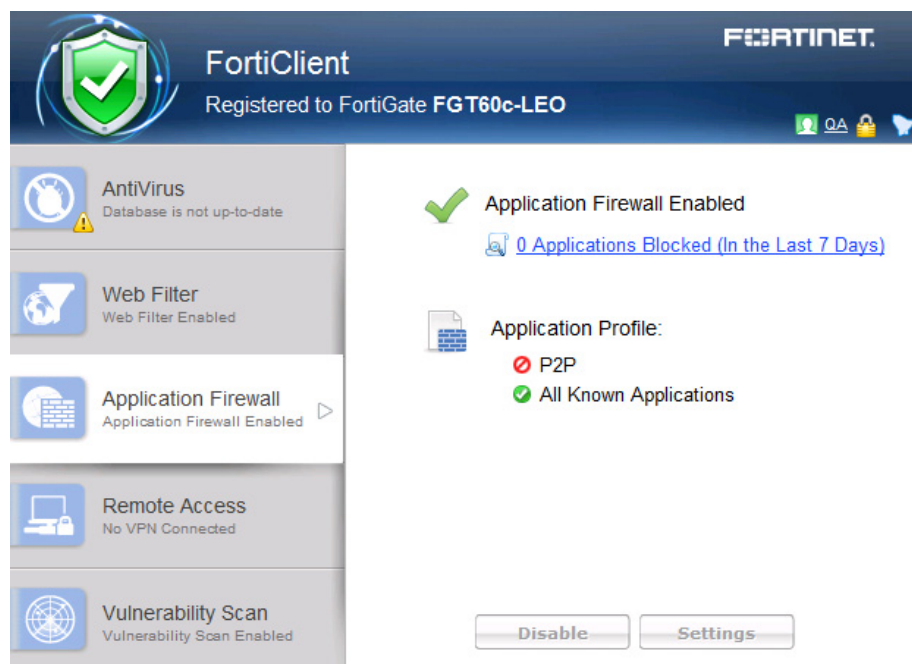 FORTINET
FortiClient
Registered to FortiGate FGT60c-LEO
QA
AntiVirus
Database is not up-to-date
Web Filter
Web Filter Enabled
Application Firewall
Application Firewall Enabled
Remote Access
No VPN Connected
Vulnerability Scan
Vulnerability Scan Enabled
Application Firewall Enabled
0 Applications Blocked (In the Last 7 Days)
Application Profile:
P2P
All Known Applications
Disable
Settings